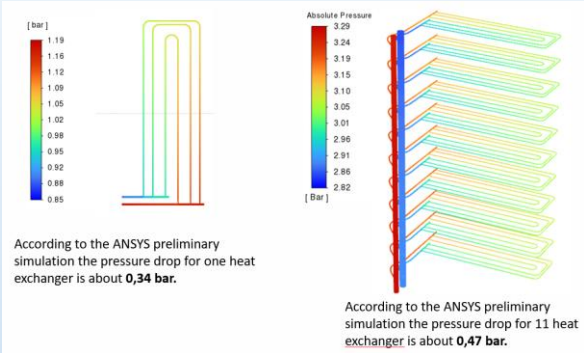 [ bar ]
1.19
1.16
1.12
1.09
1.05
1.02
0.98
0.95
0.92
0.88
0.85
According to the ANSYS preliminary
simulation the pressure drop for one heat
exchanger is about 0,34 bar.
Absolute Pressure
3.29
3.24
3.19
3.15
3.10
3.05
3.01
2.96
2.91
2.86
2.82
[ Bar ]
According to the ANSYS preliminary
simulation the pressure drop for 11 heat
exchanger is about 0,47 bar.